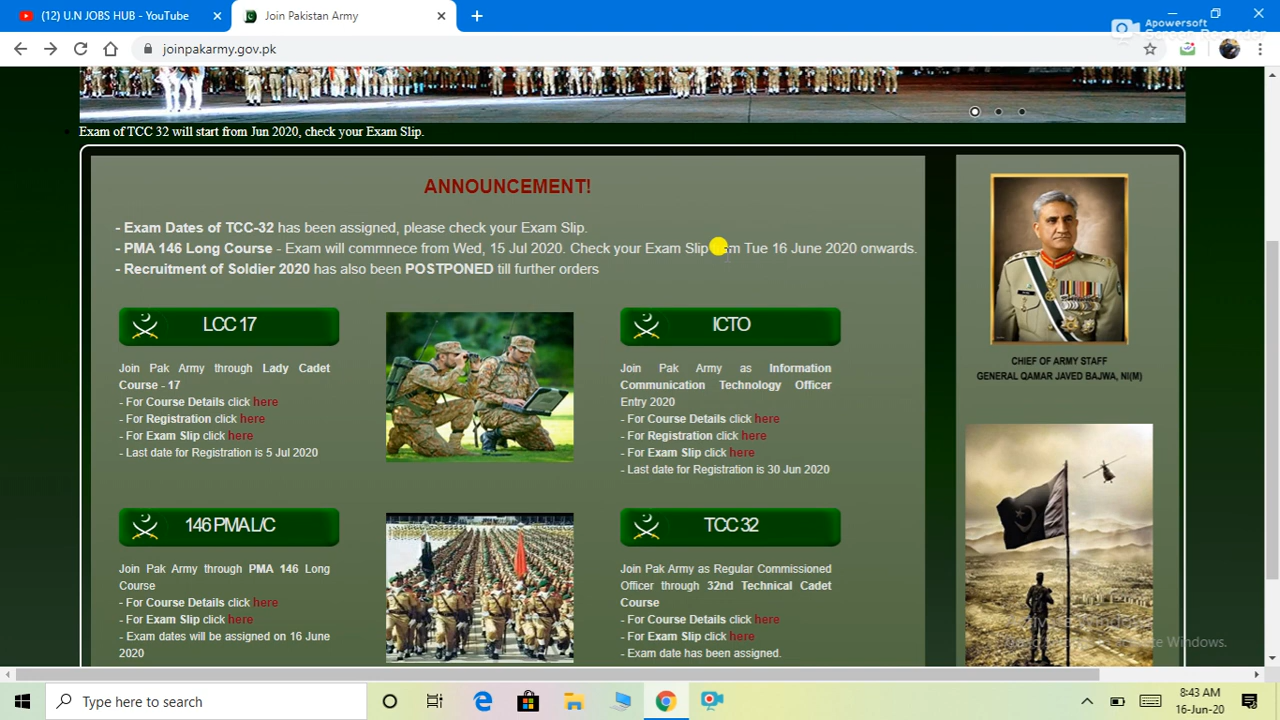 (12) U.N JOBS HUB - YouTube
Join Pakistan Army
Apowersoft
Screen Recorder
joinpakarmy.gov.pk
Exam of TCC 32 will start from Jun 2020, check your Exam Slip.
ANNOUNCEMENT!
- Exam Dates of TCC-32 has been assigned, please check your Exam Slip.
- PMA 146 Long Course - Exam will commnece from Wed, 15 Jul 2020. Check your Exam Slip from Tue 16 June 2020 onwards.
- Recruitment of Soldier 2020 has also been POSTPONED till further orders
LCC 17
Join Pak Army through Lady Cadet
Course - 17
- For Course Details click here
- For Registration click here
- For Exam Slip click here
- Last date for Registration is 5 Jul 2020
ICTO
Join Pak Army as Information
Communication Technology Officer
Entry 2020
- For Course Details click here
- For Registration click here
- For Exam Slip click here
- Last date for Registration is 30 Jun 2020
CHIEF OF ARMY STAFF
GENERAL QAMAR JAVED BAJWA, NI(M)
146 PMA L/C
Join Pak Army through PMA 146 Long
Course
- For Course Details click here
- For Exam Slip click here
- Exam dates will be assigned on 16 June
2020
TCC 32
Join Pak Army as Regular Commissioned
Officer through 32nd Technical Cadet
Course
- For Course Details click here
- For Exam Slip click here
- Exam date has been assigned.
Activate Windows
Windows.
Type here to search
8:43 AM
16-Jun-20